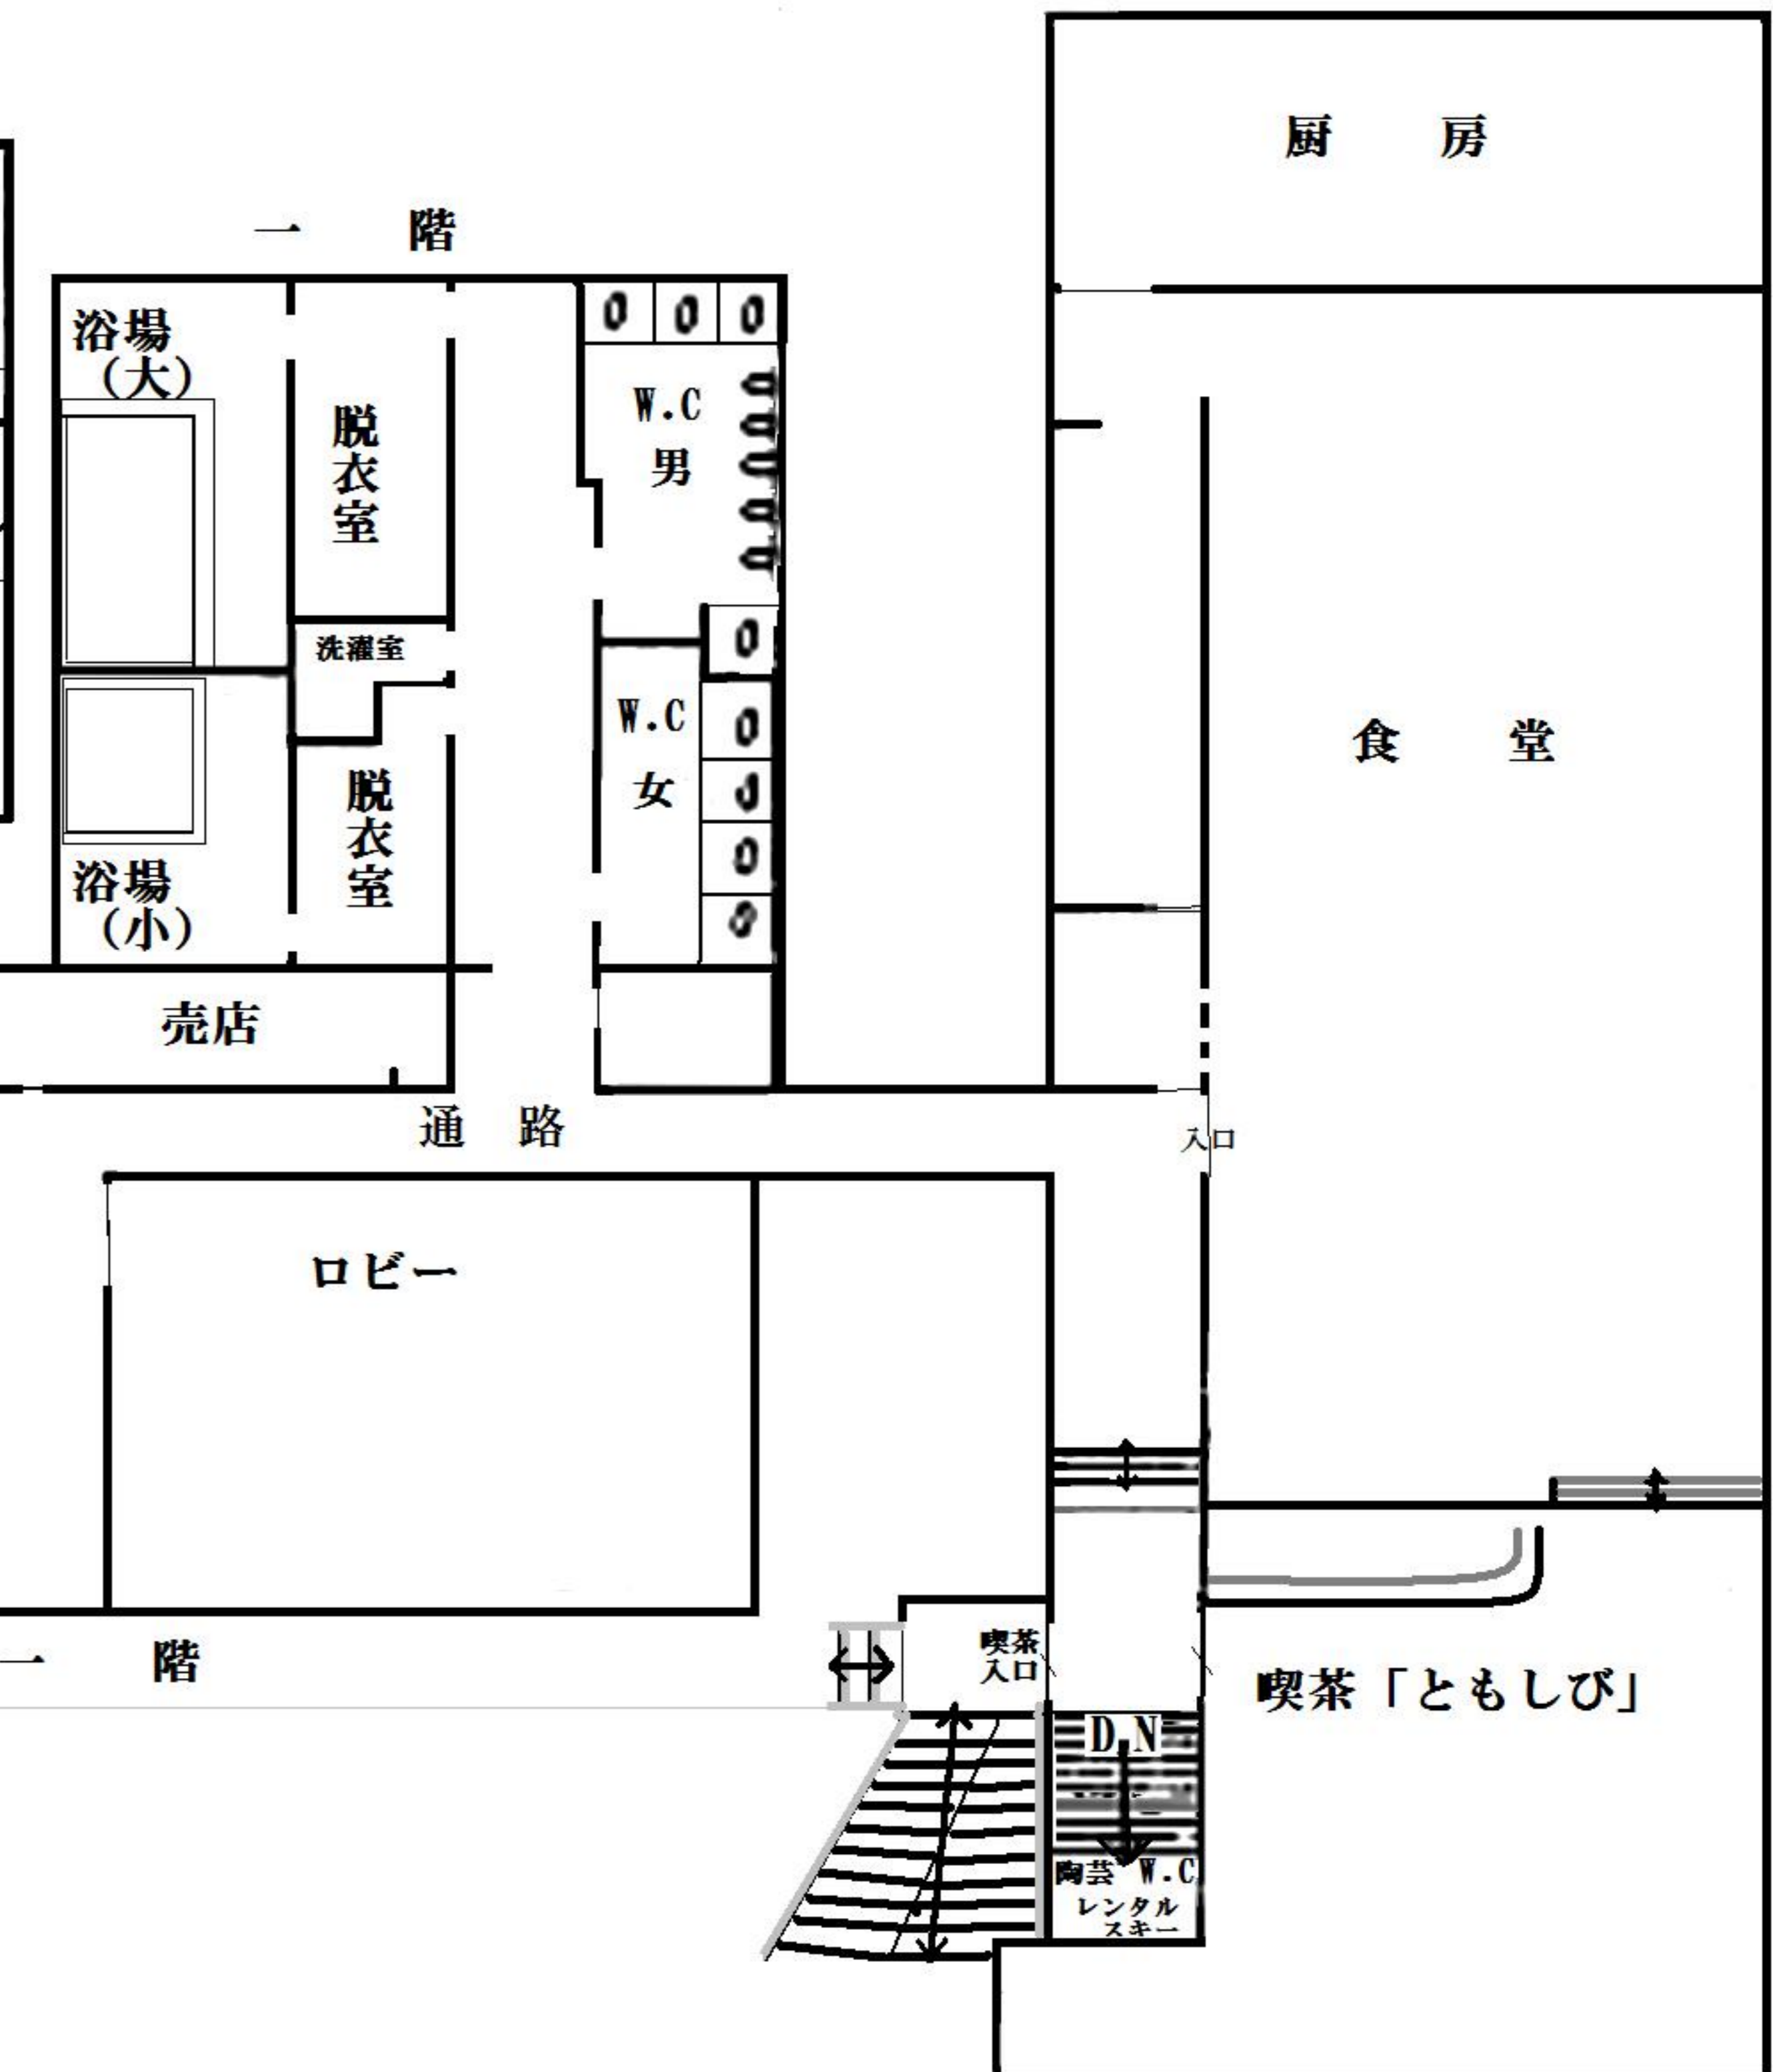 厨房
一階
浴場
（大）
脱衣室
W.C
男
洗濯室
W.C
女
食堂
脱衣室
浴場
（小）
売店
通路
入口
ロビー
喫茶
入口
一階
喫茶「ともしび」
DN
陶芸 W.C
レンタル
スキー